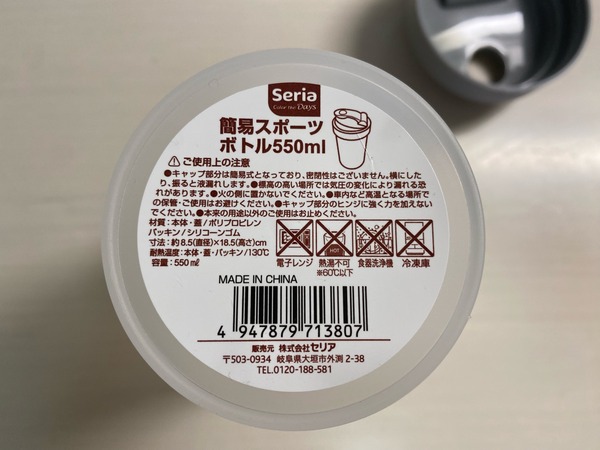 Seria
Color the Days
簡易スポーツ
ボトル550ml
⚠ご使用上の注意
●キャップ部分は簡易式となっており、密閉性はございません。横にした
り、振ると液漏れします。●標高の高い場所では気圧の変化により漏れる恐
れがあります。●火の側に置かないでください。●車内など高温となる場所で
の保管・ご使用はお避けください。●キャップ部分のヒンジに強く力を加えない
でください。●本来の用途以外のご使用はお止めください。
材質：本体・蓋/ポリプロピレン
パッキン/シリコーンゴム
寸法：約8.5(直径)×18.5(高さ)cm
耐熱温度：本体・蓋・パッキン/130℃
容量：550㎖
電子レンジ 熱湯不可 食器洗浄機 冷凍庫
※60℃以下
MADE IN CHINA
4 947879 713807
販売元 株式会社セリア
〒503-0934 岐阜県大垣市外渕2-38
TEL.0120-188-581